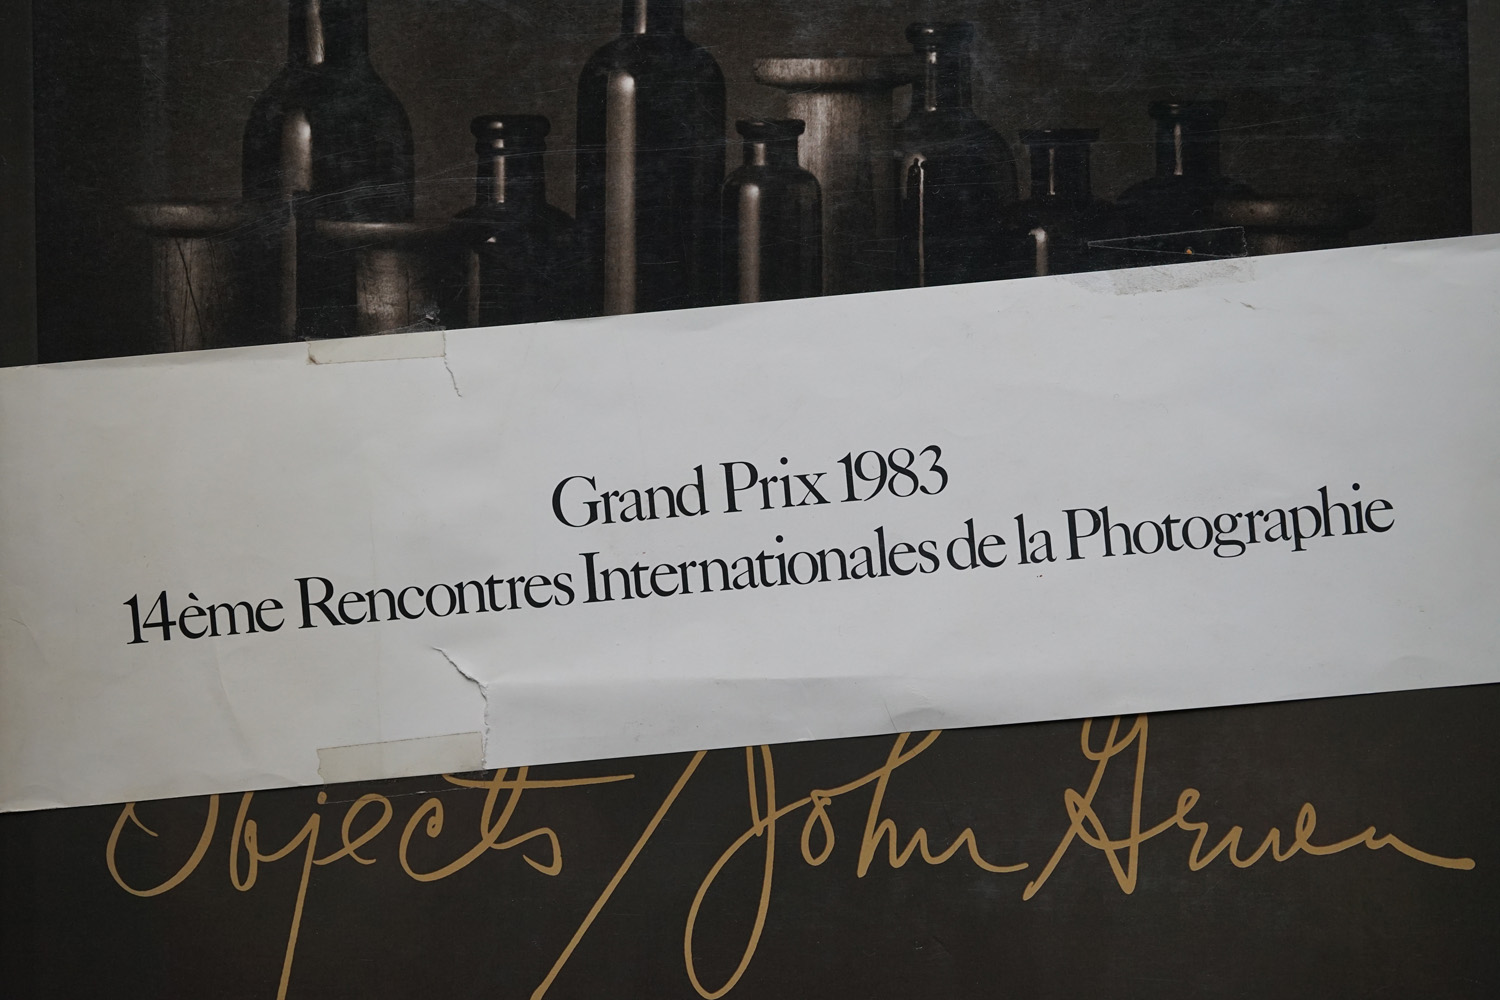 Grand Prix 1983
14ème Rencontres Internationales de la Photographie
Objects / John Gruen